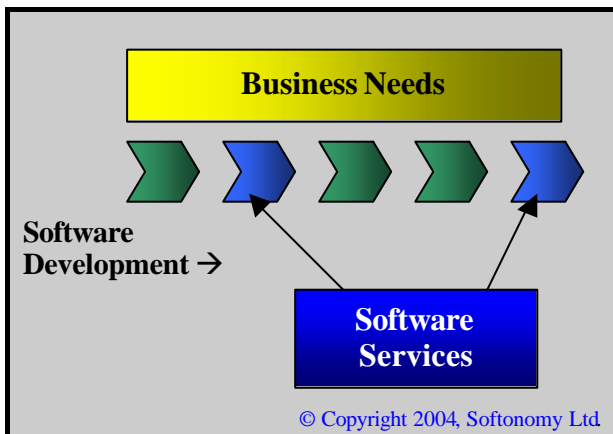 Business Needs
Software
Development →
Software
Services
© Copyright 2004, Softonomy Ltd.